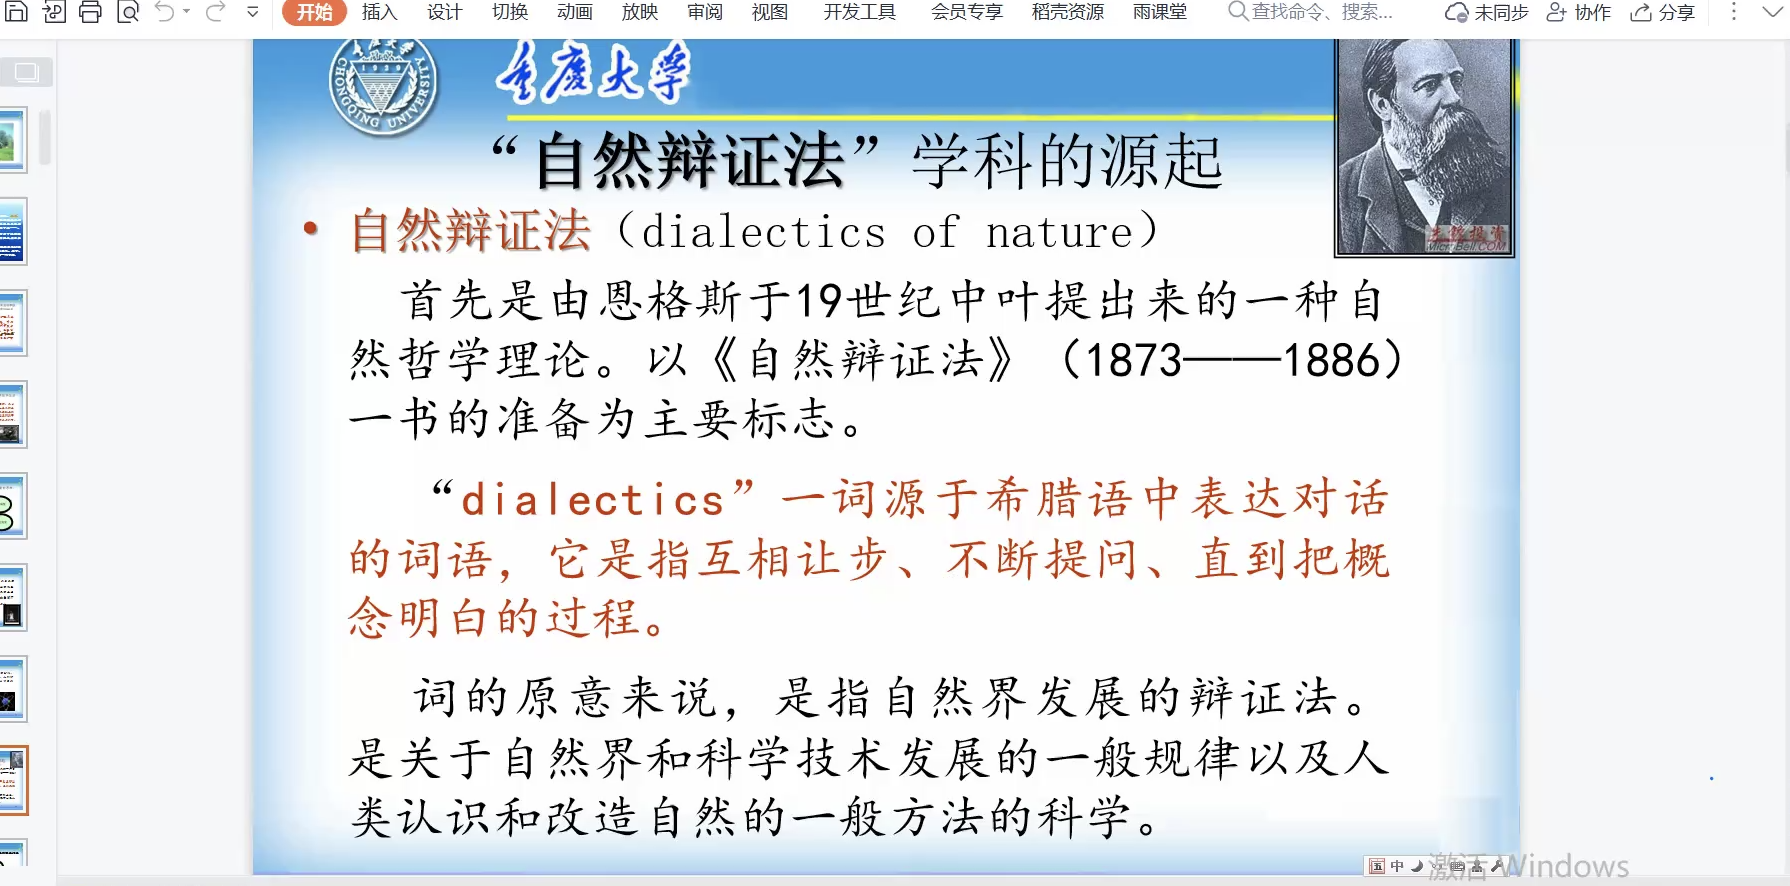 开始 插入 设计 切换 动画 放映 审阅 视图 开发工具 会员专享 稻壳资源 雨课堂 查找命令、搜索... 未同步 协作 分享
CHONGQING UNIVERSITY
1929
重庆大学
“自然辩证法”学科的源起
• 自然辩证法（dialectics of nature）
首先是由恩格斯于19世纪中叶提出来的一种自
然哲学理论。以《自然辩证法》（1873——1886）
一书的准备为主要标志。
“dialectics”一词源于希腊语中表达对话
的词语，它是指互相让步、不断提问、直到把概
念明白的过程。
词的原意来说，是指自然界发展的辩证法。
是关于自然界和科学技术发展的一般规律以及人
类认识和改造自然的一般方法的科学。
五 中
激活 Windows